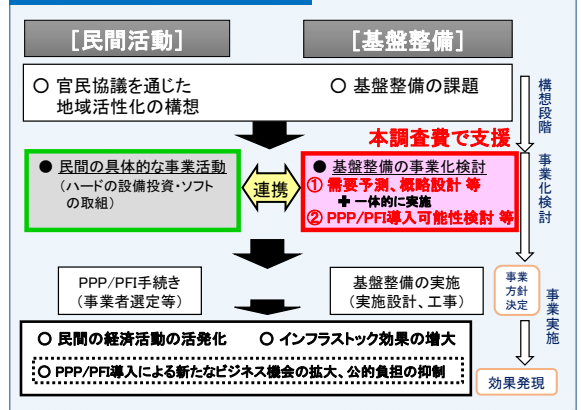 [民間活動]
[基盤整備]
○ 官民協議を通じた
地域活性化の構想
○ 基盤整備の課題
構想段階
本調査費で支援
● 民間の具体的な事業活動
(ハードの設備投資・ソフト
の取組)
連携
● 基盤整備の事業化検討
① 需要予測、概略設計 等
＋ 一体的に実施
② PPP/PFI導入可能性検討 等
事業化検討
PPP/PFI手続き
(事業者選定等)
基盤整備の実施
(実施設計、工事)
事業
方針
決定
事業実施
○ 民間の経済活動の活発化
○ インフラストック効果の増大
○ PPP/PFI導入による新たなビジネス機会の拡大、公的負担の抑制
効果発現